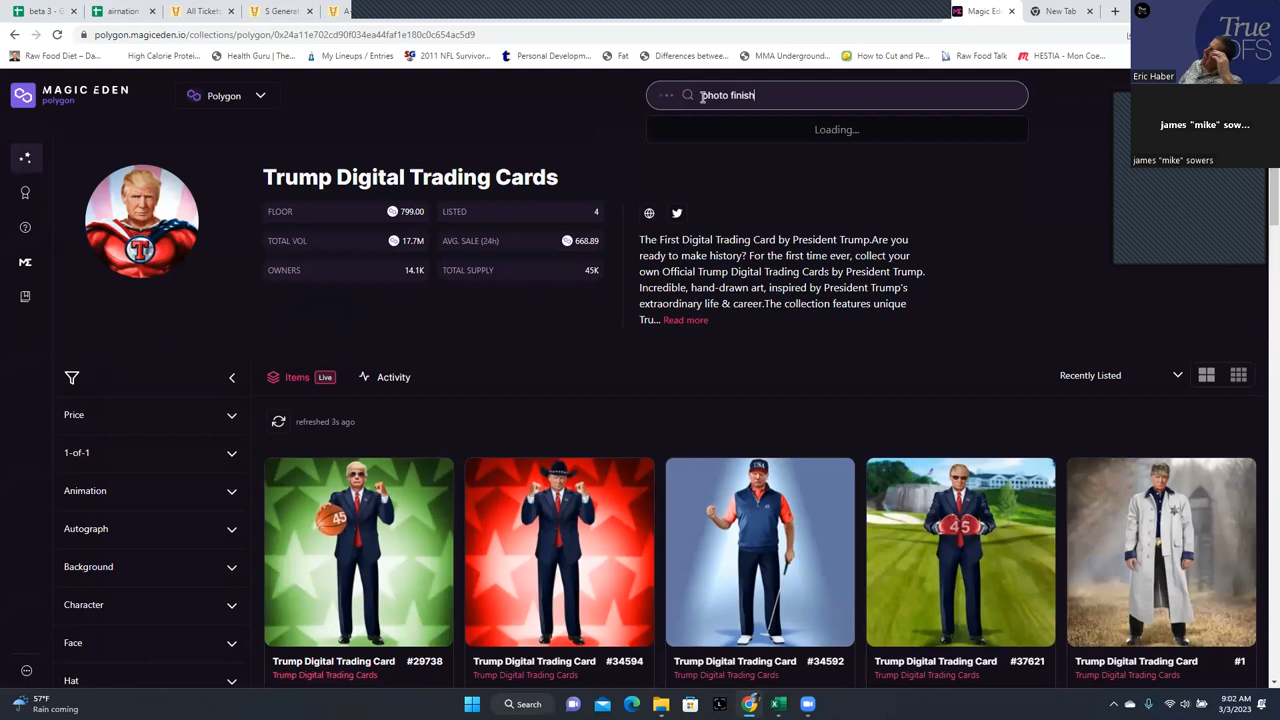 beta 3 - G
airnation
All Tickets
S Generat
A
Magic Ed
New Tab
polygon.magiceden.io/collections/polygon/0x24a11e702cd90f034ea44faf1e180c0c654ac5d9
Raw Food Diet – Da...
High Calorie Protei...
Health Guru | The...
My Lineups / Entries
2011 NFL Survivor...
Personal Developm...
Fat
Differences betwee...
MMA Underground...
How to Cut and Pe...
Raw Food Talk
HESTIA - Mon Coe...
True
DFS
Eric Haber
james "mike" sow...
james "mike" sowers
MAGIC EDEN
polygon
Polygon
photo finish
Loading...
Trump Digital Trading Cards
FLOOR 799.00 LISTED 4
TOTAL VOL 17.7M AVG. SALE (24h) 668.89
OWNERS 14.1K TOTAL SUPPLY 45K
The First Digital Trading Card by President Trump.Are you
ready to make history? For the first time ever, collect your
own Official Trump Digital Trading Cards by President Trump.
Incredible, hand-drawn art, inspired by President Trump's
extraordinary life & career.The collection features unique
Tru... Read more
Items Live Activity
Recently Listed
refreshed 3s ago
Price
1-of-1
Animation
Autograph
Background
Character
Face
Hat
Trump Digital Trading Card #29738
Trump Digital Trading Cards
Trump Digital Trading Card #34594
Trump Digital Trading Cards
Trump Digital Trading Card #34592
Trump Digital Trading Cards
Trump Digital Trading Card #37621
Trump Digital Trading Cards
Trump Digital Trading Card #1
Trump Digital Trading Cards
57°F
Rain coming
Search
9:02 AM
3/3/2023